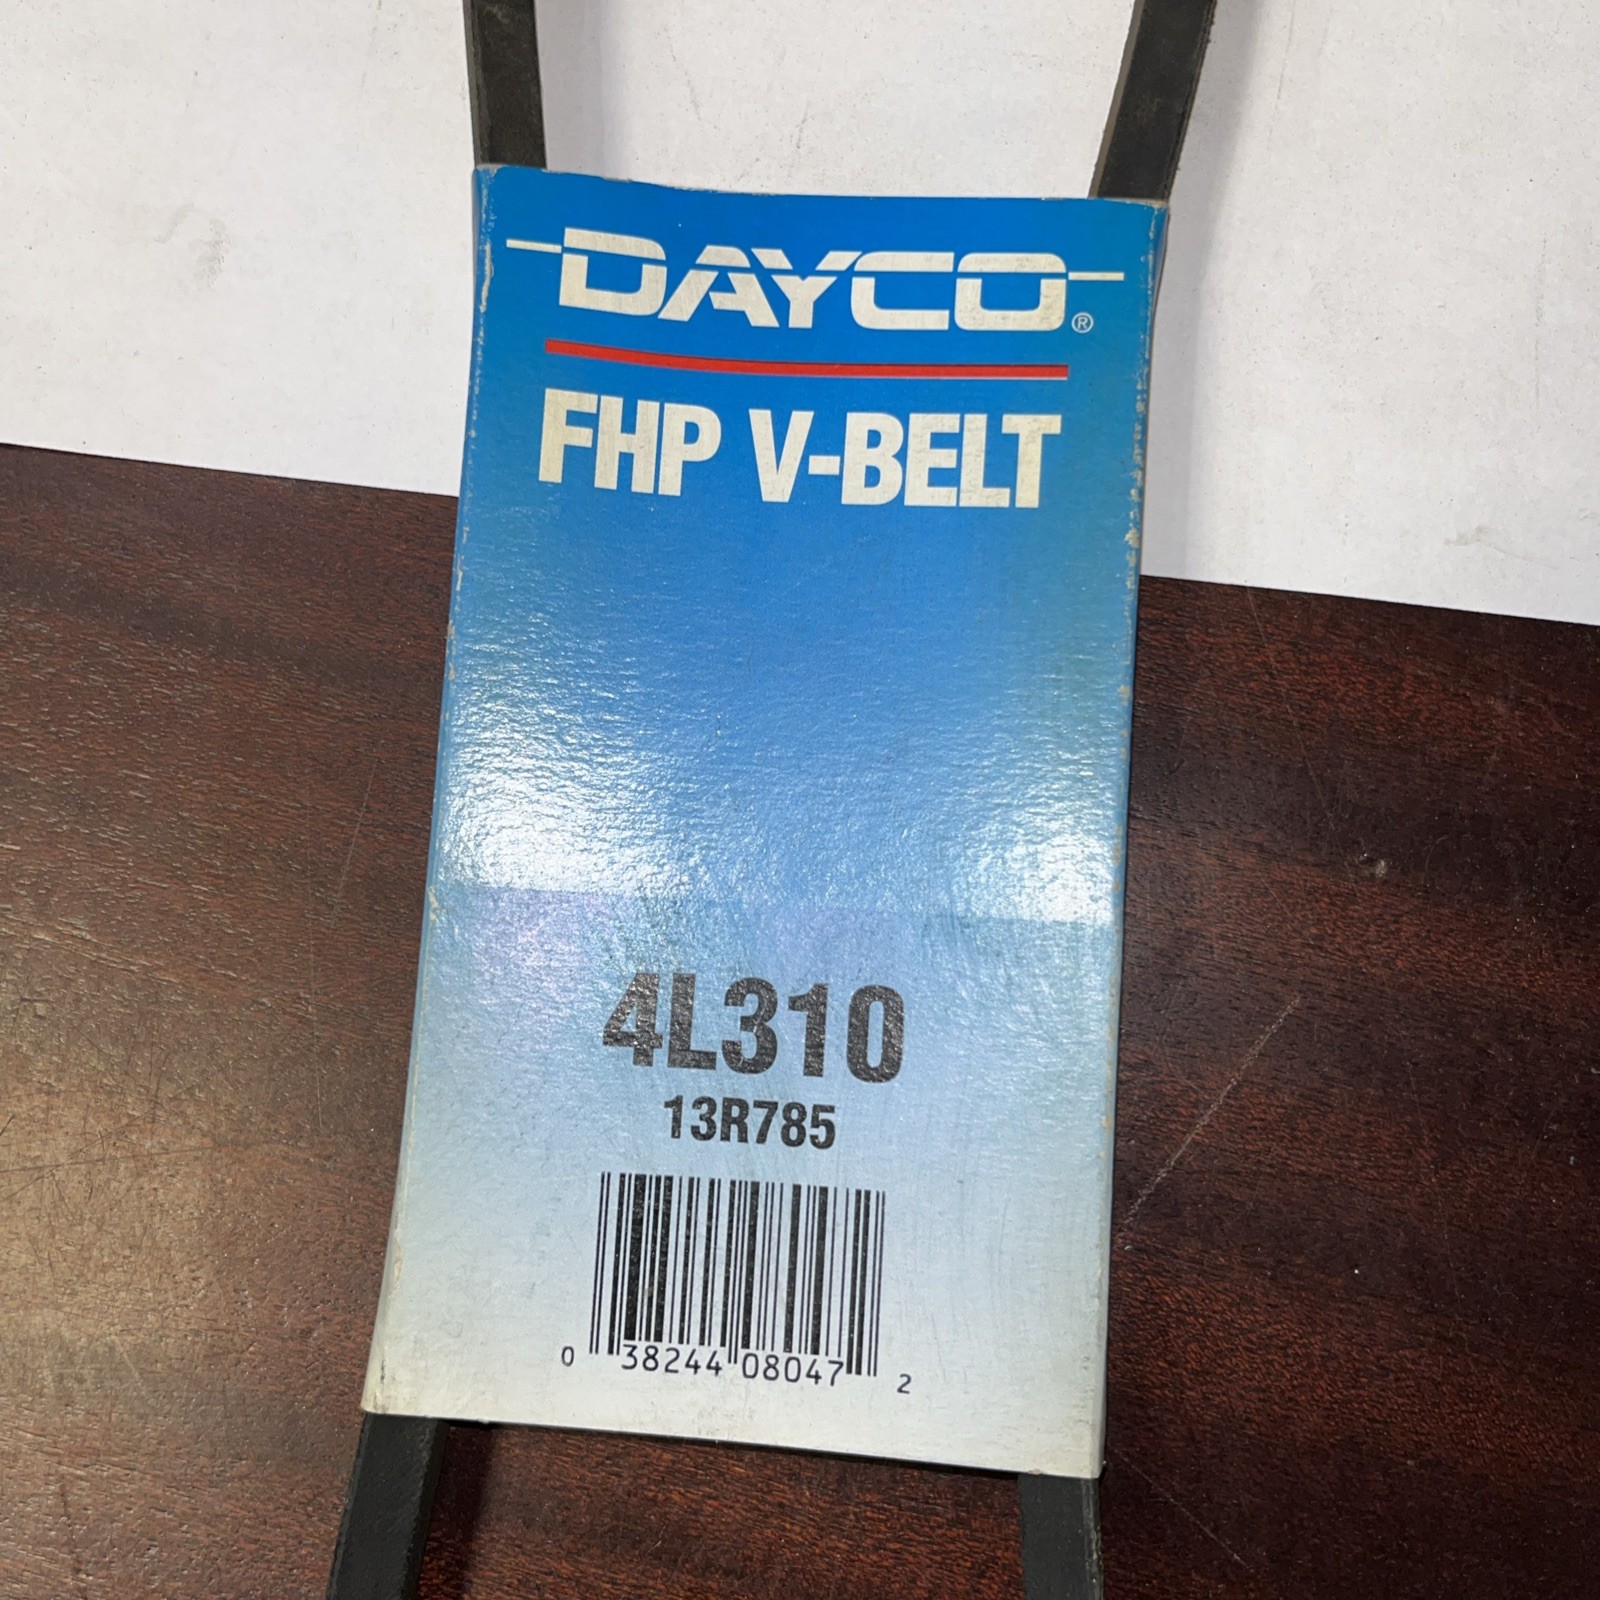 DAYCO®
FHP V-BELT
4L310
13R785
0 38244 08047 2